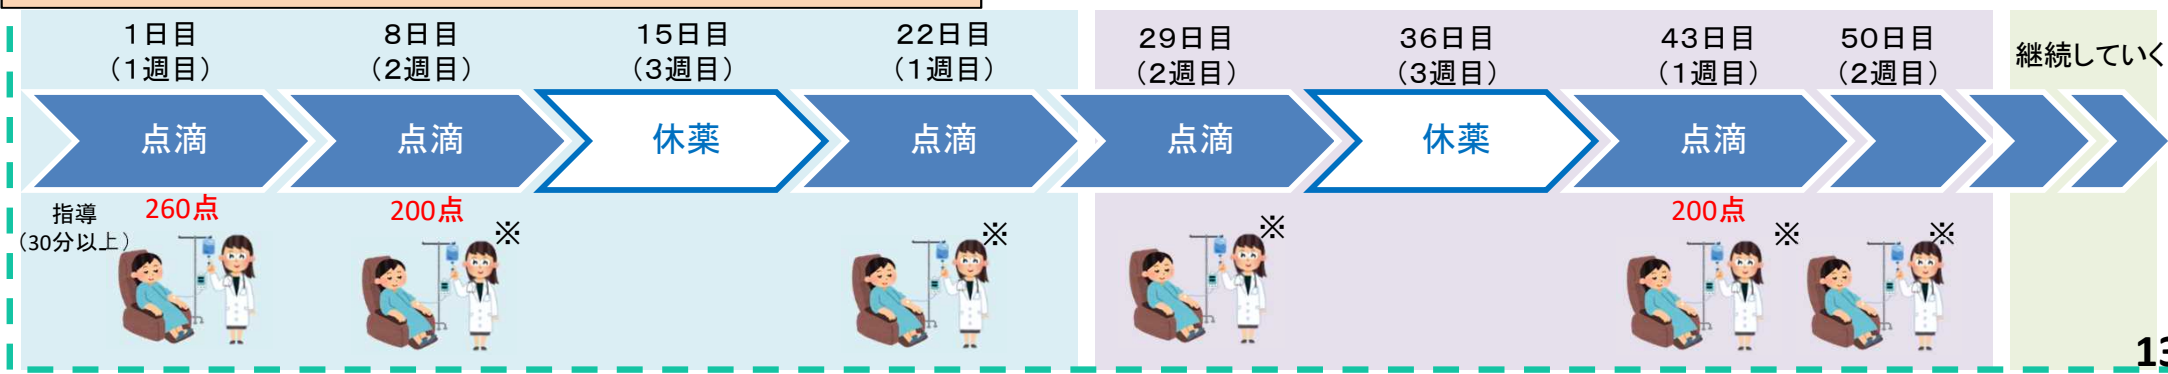 1日目
(1週目)
8日目
(2週目)
15日目
(3週目)
22日目
(1週目)
29日目
(2週目)
36日目
(3週目)
43日目
(1週目)
50日目
(2週目)
継続していく
点滴
点滴
休薬
点滴
点滴
休薬
点滴
指導
(30分以上)
260点
200点
※
※
※
200点
※
※
13